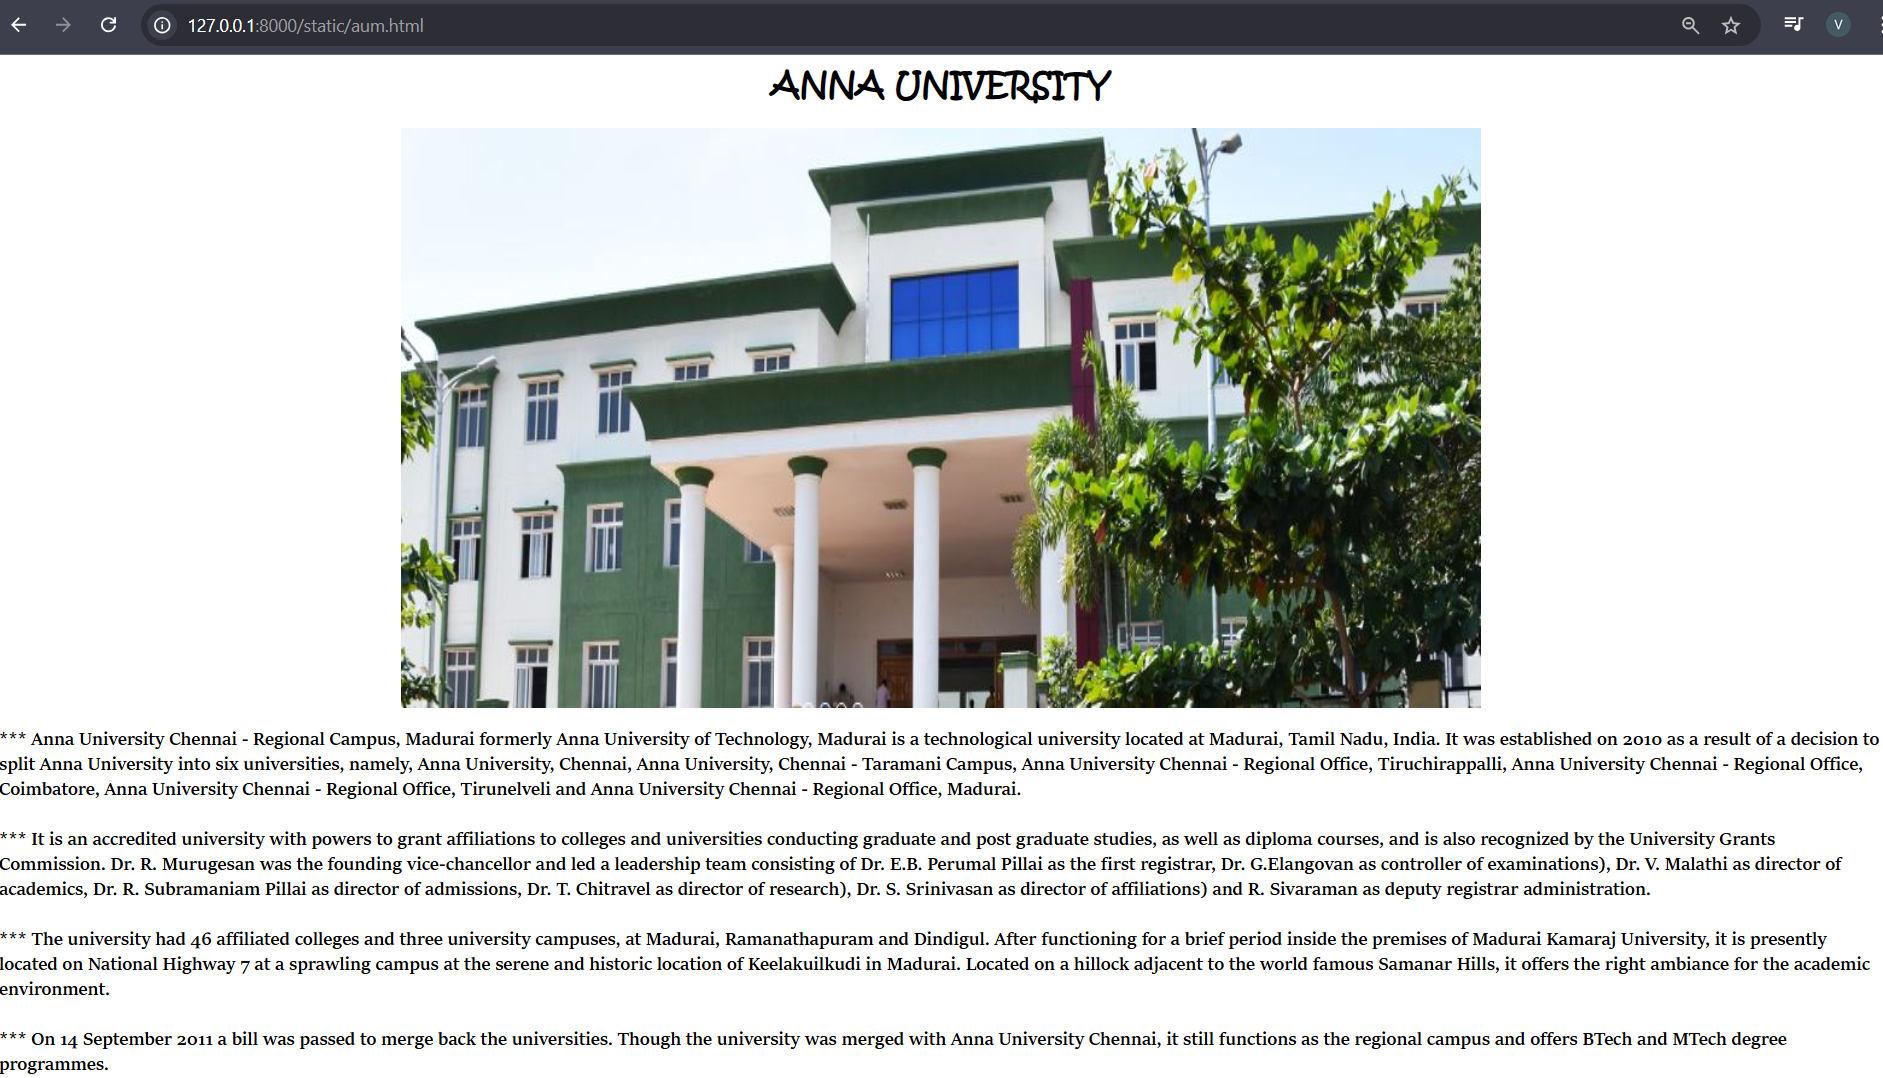 127.0.0.1:8000/static/aum.html
V
ANNA UNIVERSITY
*** Anna University Chennai - Regional Campus, Madurai formerly Anna University of Technology, Madurai is a technological university located at Madurai, Tamil Nadu, India. It was established on 2010 as a result of a decision to
split Anna University into six universities, namely, Anna University, Chennai, Anna University, Chennai - Taramani Campus, Anna University Chennai - Regional Office, Tiruchirappalli, Anna University Chennai - Regional Office,
Coimbatore, Anna University Chennai - Regional Office, Tirunelveli and Anna University Chennai - Regional Office, Madurai.
*** It is an accredited university with powers to grant affiliations to colleges and universities conducting graduate and post graduate studies, as well as diploma courses, and is also recognized by the University Grants
Commission. Dr. R. Murugesan was the founding vice-chancellor and led a leadership team consisting of Dr. E.B. Perumal Pillai as the first registrar, Dr. G.Elangovan as controller of examinations), Dr. V. Malathi as director of
academics, Dr. R. Subramaniam Pillai as director of admissions, Dr. T. Chitravel as director of research), Dr. S. Srinivasan as director of affiliations) and R. Sivaraman as deputy registrar administration.
*** The university had 46 affiliated colleges and three university campuses, at Madurai, Ramanathapuram and Dindigul. After functioning for a brief period inside the premises of Madurai Kamaraj University, it is presently
located on National Highway 7 at a sprawling campus at the serene and historic location of Keelakuilkudi in Madurai. Located on a hillock adjacent to the world famous Samanar Hills, it offers the right ambiance for the academic
environment.
*** On 14 September 2011 a bill was passed to merge back the universities. Though the university was merged with Anna University Chennai, it still functions as the regional campus and offers BTech and MTech degree
programmes.